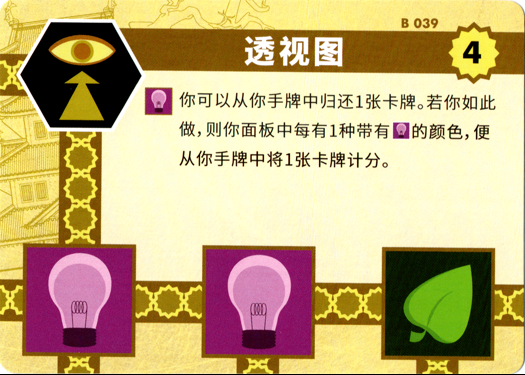 B 039
透视图
4
你可以从你手牌中归还1张卡牌。若你如此
做，则你面板中每有1种带有的颜色，便
从你手牌中将1张卡牌计分。